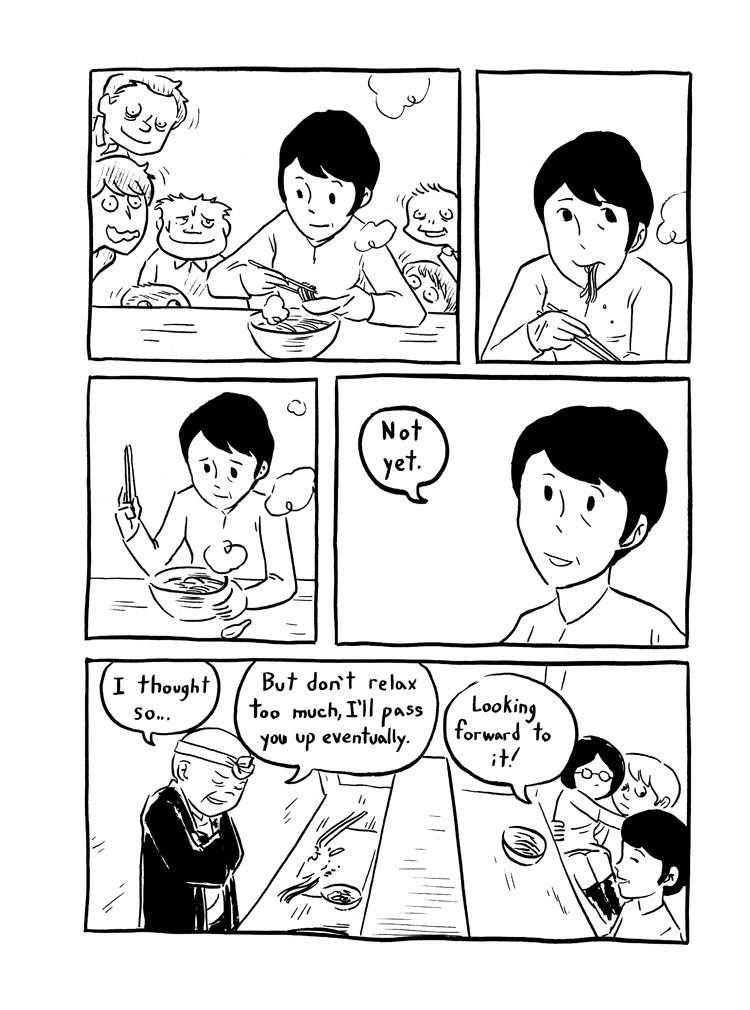 Not
yet.
I thought
so...
But don't relax
too much, I'll pass
you up eventually.
Looking
forward to
it!